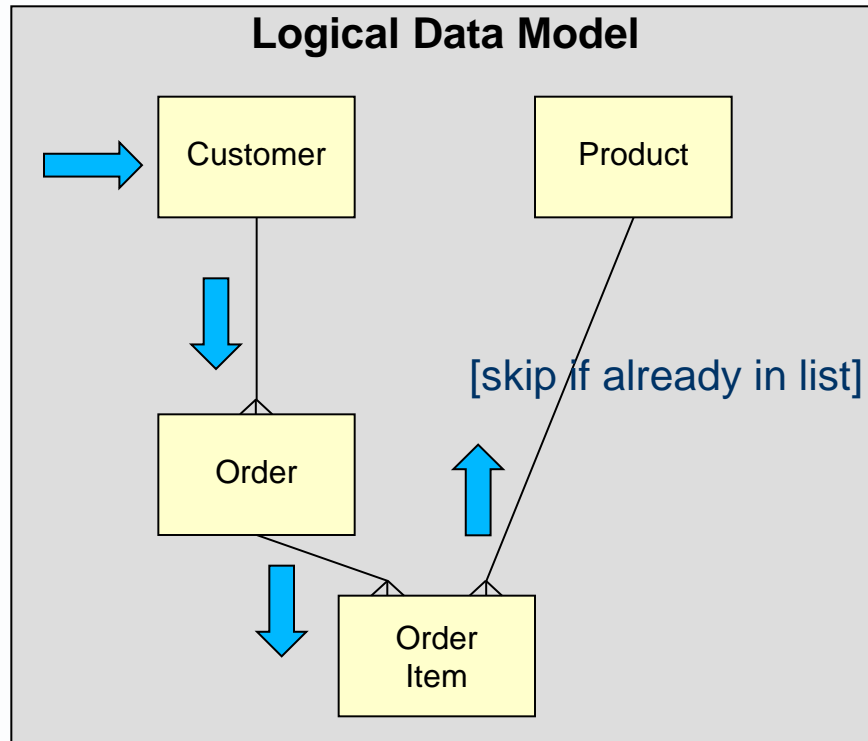 Logical Data Model
Customer
Product
[skip if already in list]
Order
Order
Item